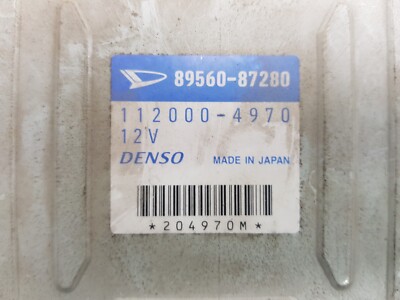 89560-87280
112000-4970
12V
DENSO MADE IN JAPAN
*204970M*